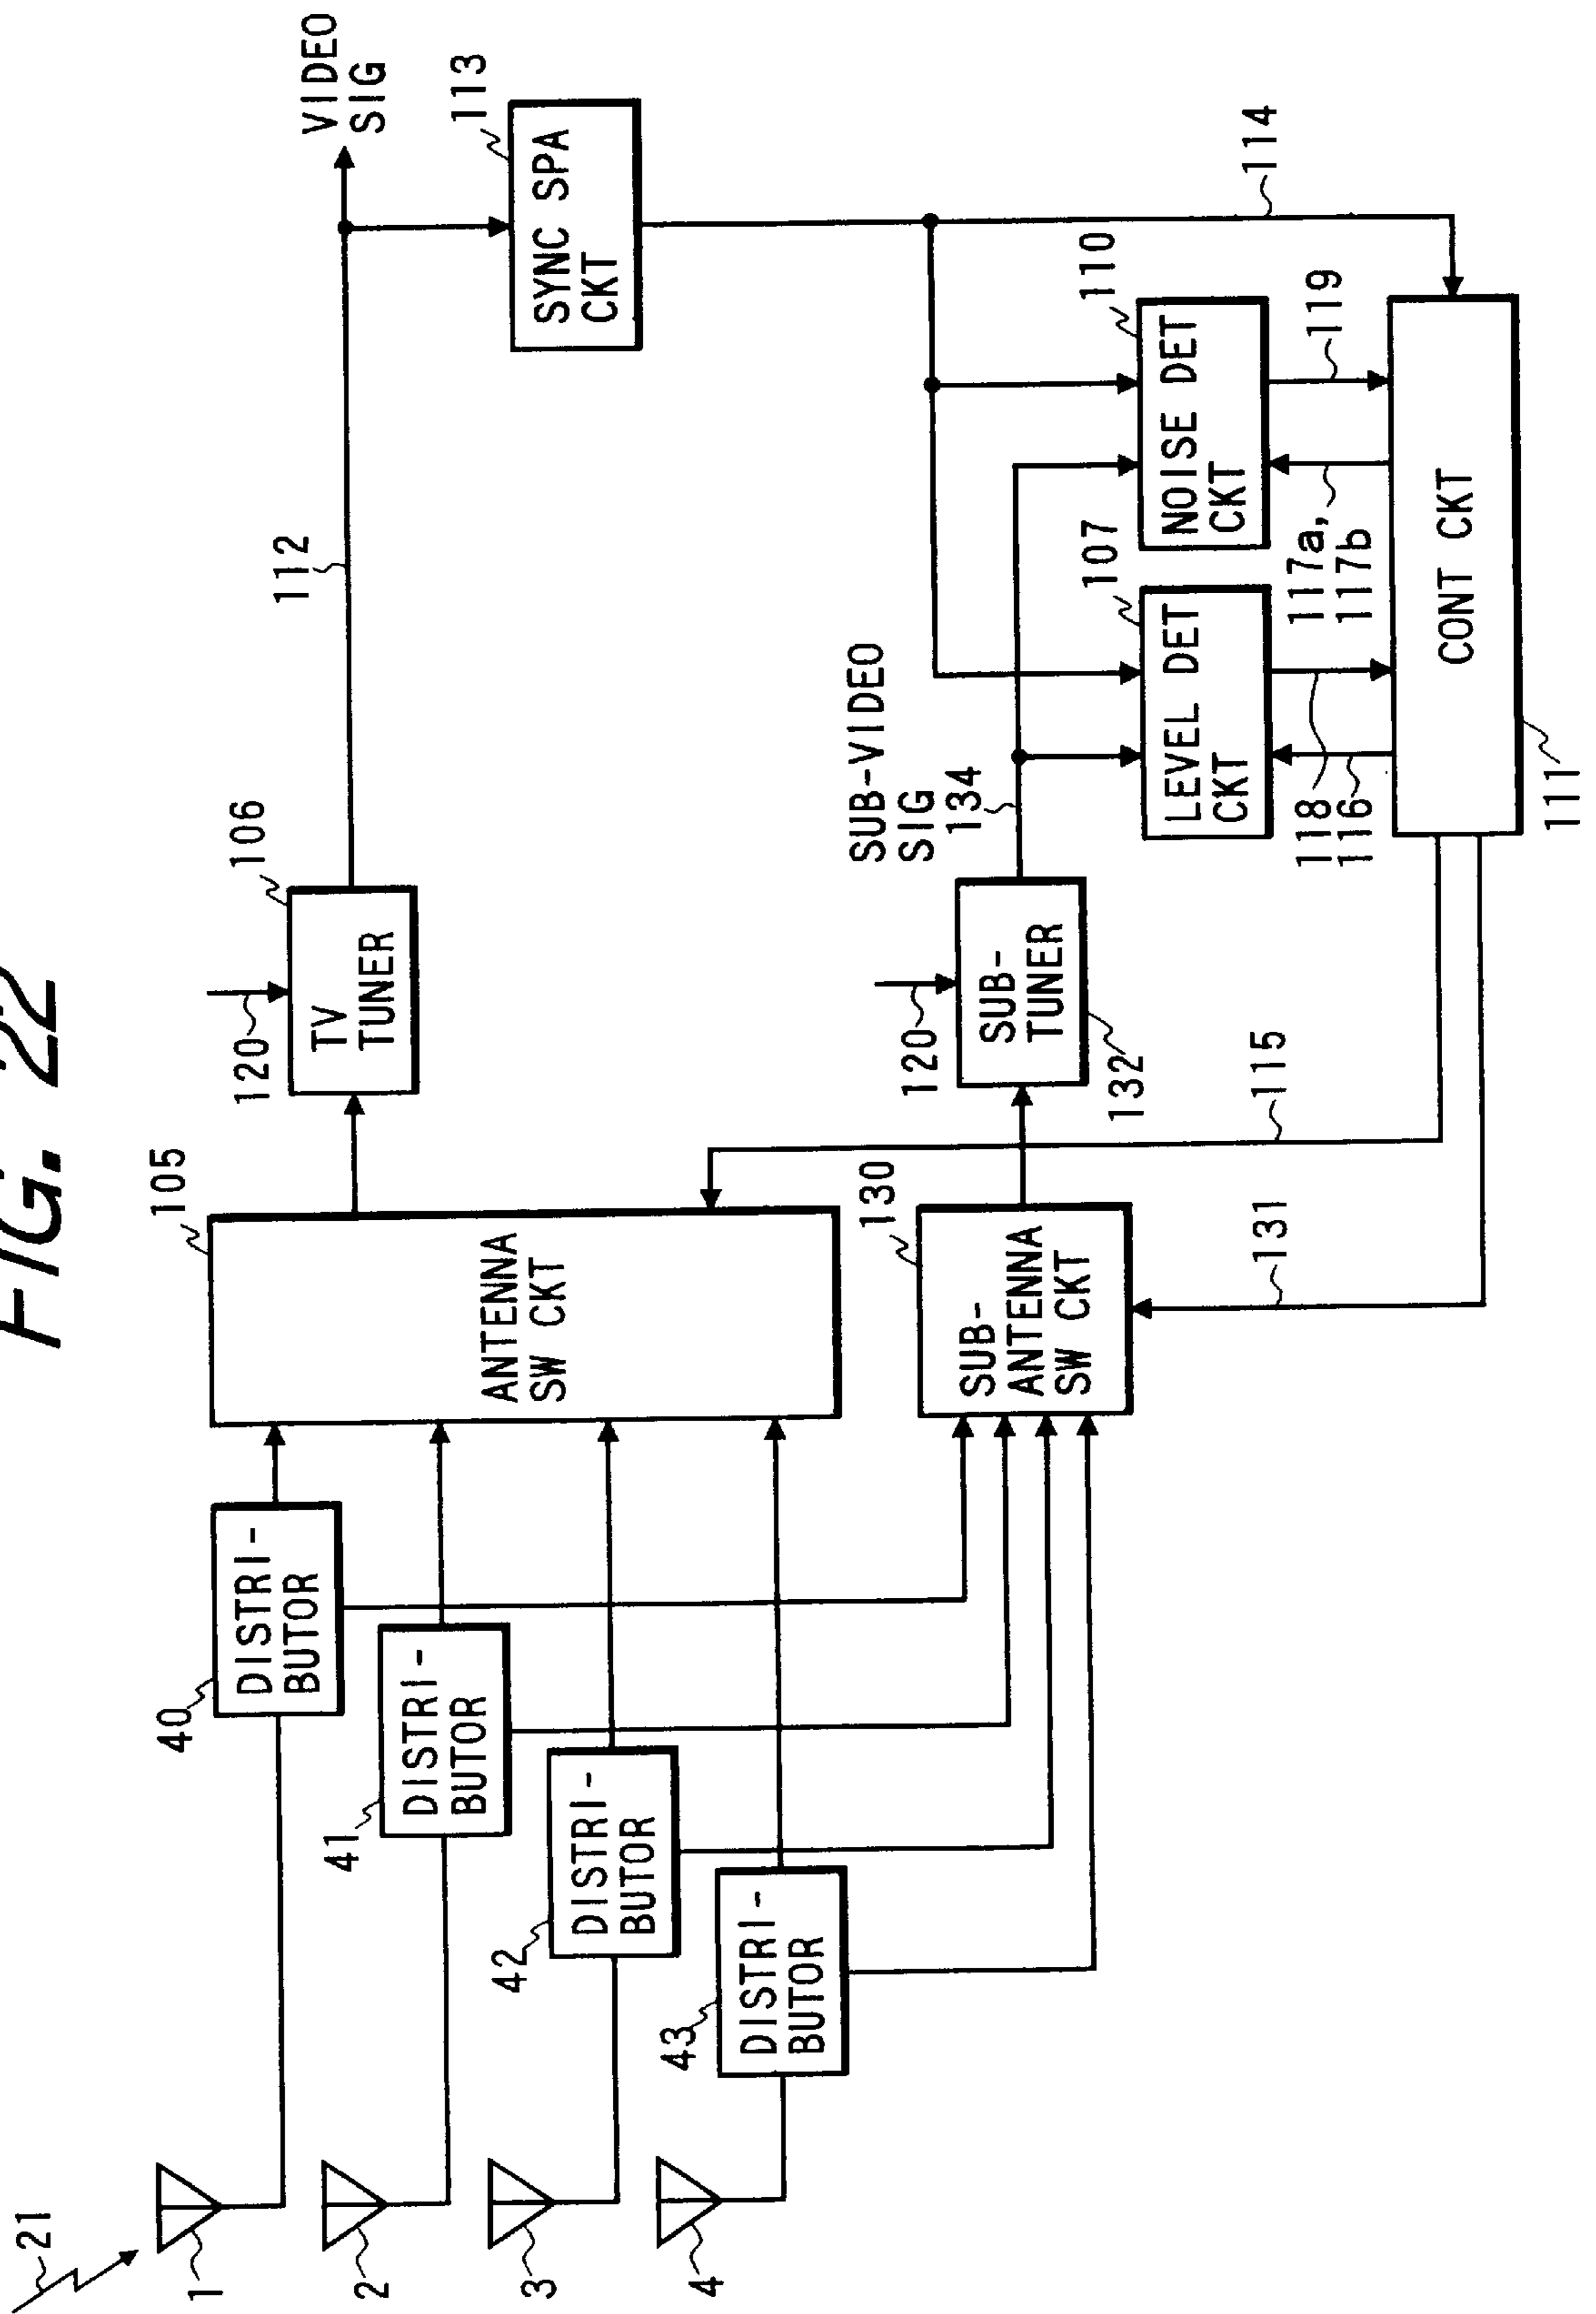 FIG. 22
21
1
2
3
4
40
DISTRI-
BUTOR
41
DISTRI-
BUTOR
42
DISTRI-
BUTOR
43
DISTRI-
BUTOR
105
ANTENNA
SW CKT
120
106
TV
TUNER
112
VIDEO
SIG
113
SYNC SPA
CKT
130
SUB-
ANTENNA
SW CKT
131
115
120
SUB-
TUNER
132
SUB-VIDEO
SIG
134
107
LEVEL DET
CKT
110
NOISE DET
CKT
114
118
116
117a,
117b
119
CONT CKT
111